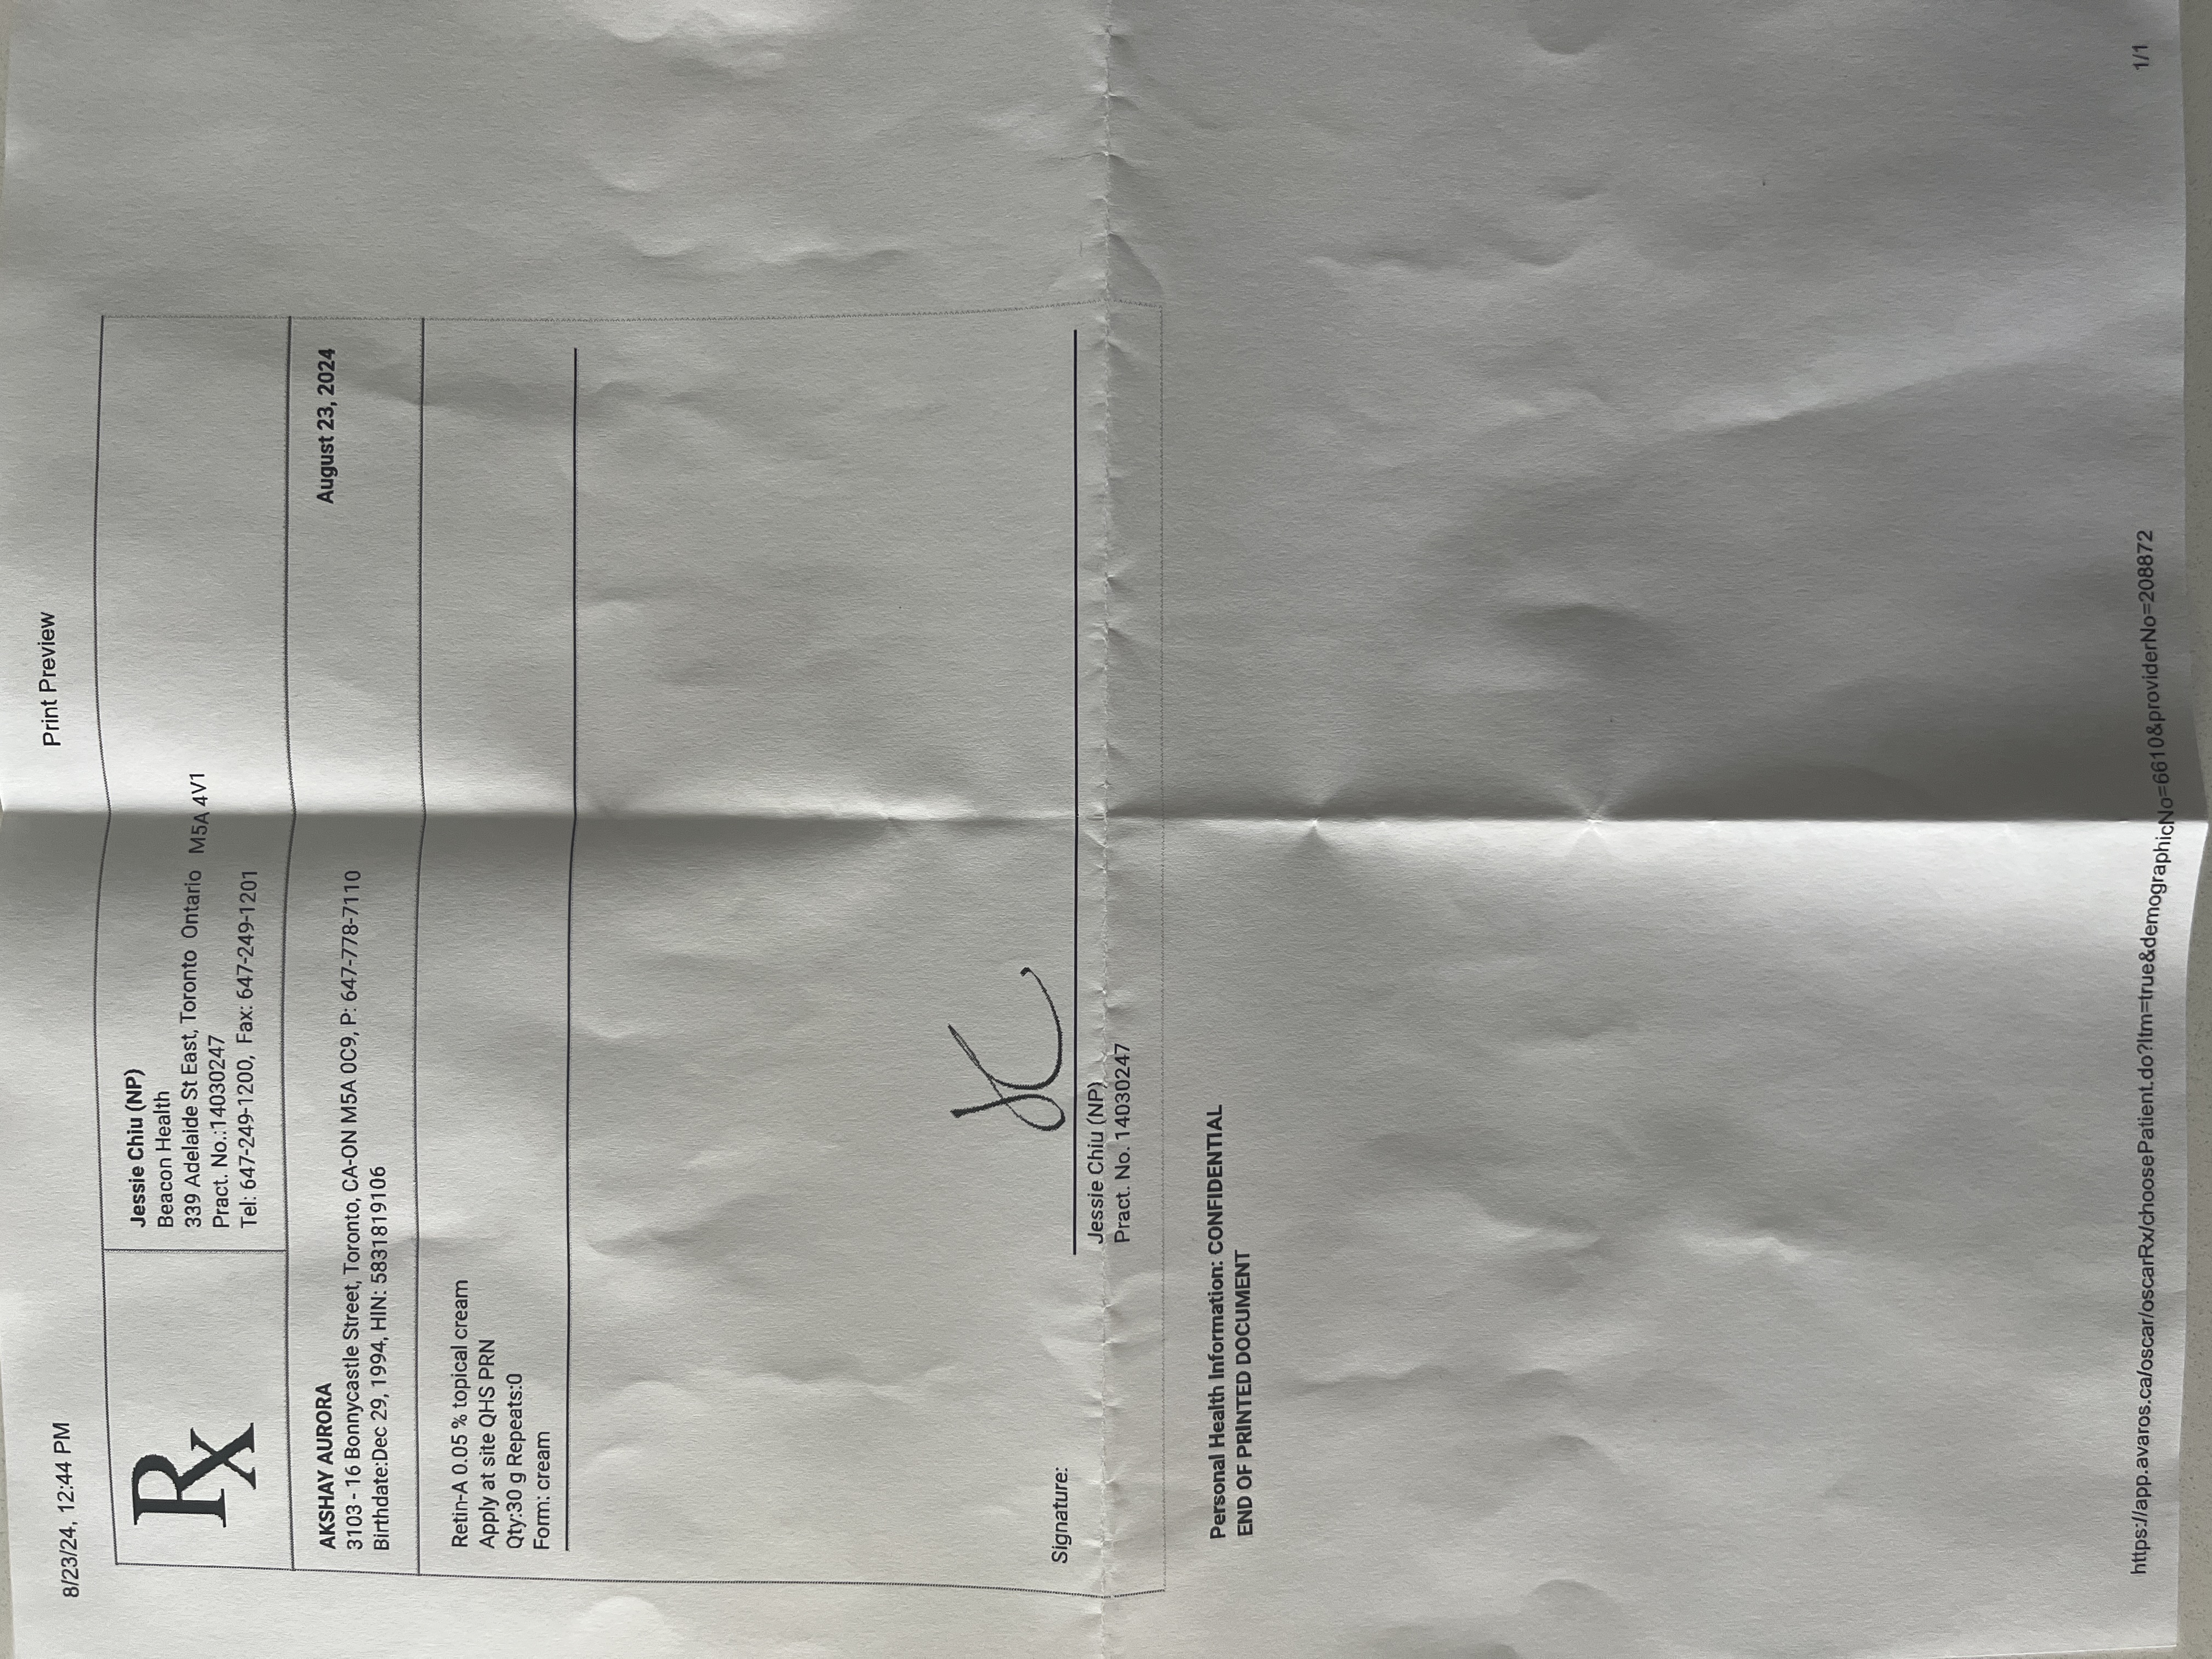 8/23/24, 12:44 PM
Print Preview
Rx
Jessie Chiu (NP)
Beacon Health
339 Adelaide St East, Toronto Ontario M5A 4V1
Pract. No.:14030247
Tel: 647-249-1200, Fax: 647-249-1201
AKSHAY AURORA
August 23, 2024
3103 - 16 Bonnycastle Street, Toronto, CA-ON M5A 0C9, P: 647-778-7110
Birthdate:Dec 29, 1994, HIN: 5831819106
Retin-A 0.05 % topical cream
Apply at site QHS PRN
Qty:30 g Repeats:0
Form: cream
JC
Signature:
Jessie Chiu (NP)
Pract. No. 14030247
Personal Health Information: CONFIDENTIAL
END OF PRINTED DOCUMENT
https://app.avaros.ca/oscar/oscarRx/choosePatient.do?ltm=true&demographicNo=6610&providerNo=208872
1/1